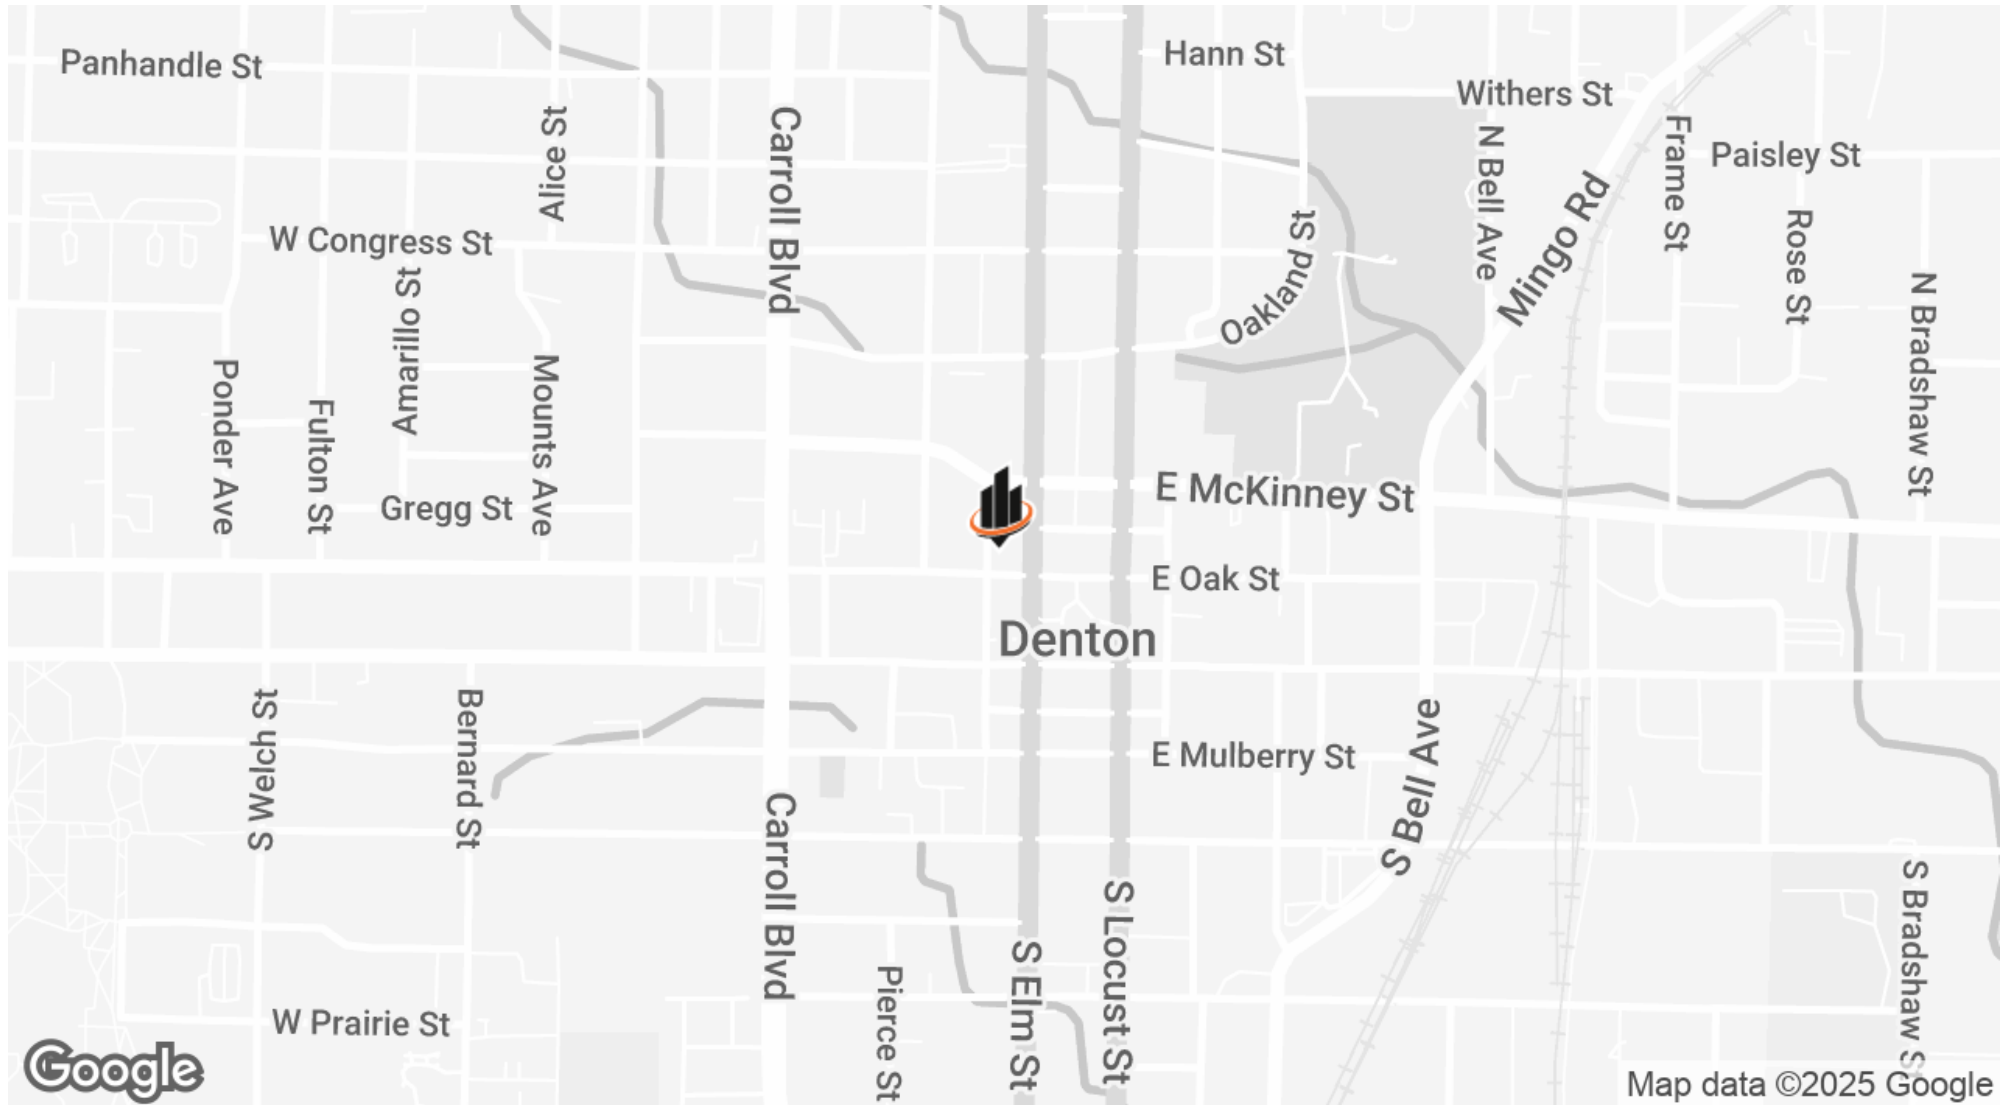 Hann St
Panhandle St
Withers St
Alice St
Carroll Blvd
Frame St
N Bell Ave
Paisley St
Mingo Rd
W Congress St
Oakland St
Rose St
Amarillo St
N Bradshaw St
Mounts Ave
Ponder Ave
Fulton St
E McKinney St
Gregg St
E Oak St
Denton
S Welch St
Bernard St
E Mulberry St
S Bell Ave
Carroll Blvd
S Locust St
S Bradshaw St
S Elm St
Pierce St
W Prairie St
Google
Map data ©2025 Google